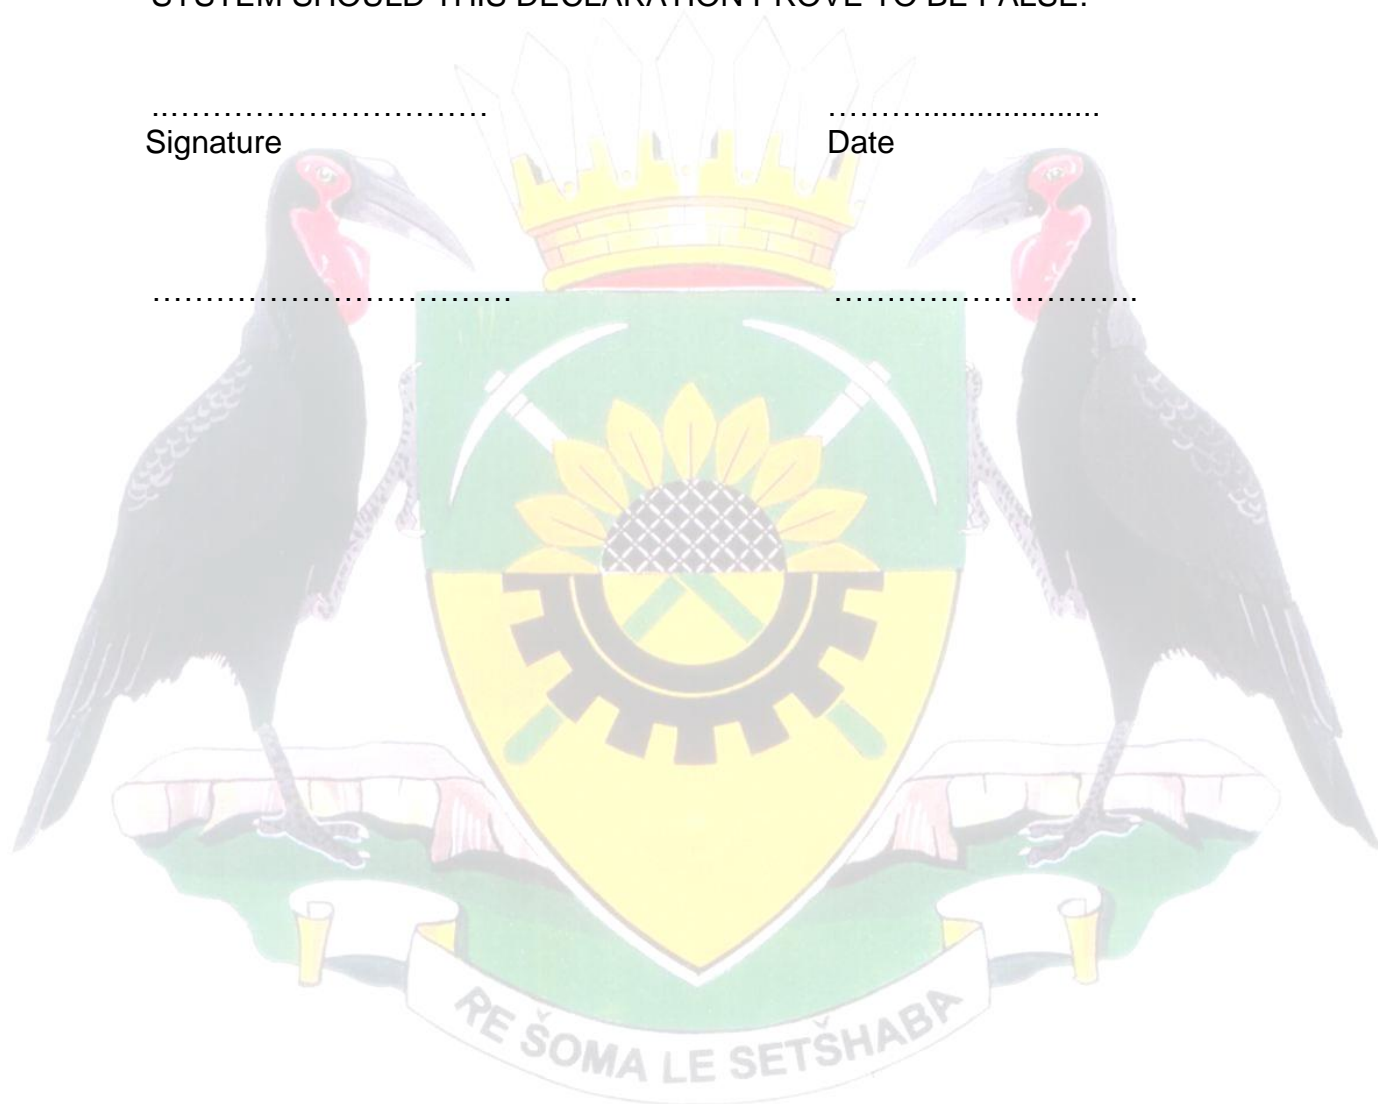 SYSTEM SHOULD THIS DECLARATION PROVE TO BE FALSE.
……………………………… ………...................
Signature Date
………………………………….. ……………………………..
RE ŠOMA LE SETŠHABA